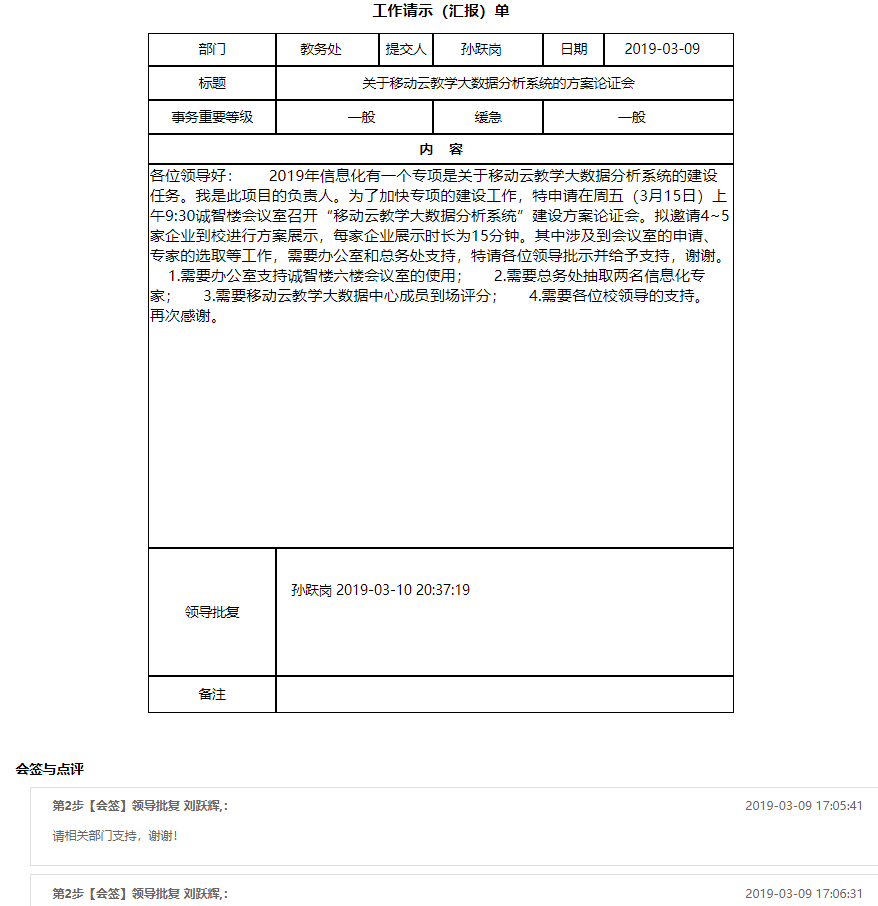 工作请示（汇报）单
部门 教务处 提交人 孙跃岗 日期 2019-03-09
标题 关于移动云教学大数据分析系统的方案论证会
事务重要等级 一般 缓急 一般
内 容
各位领导好： 2019年信息化有一个专项是关于移动云教学大数据分析系统的建设
任务。我是此项目的负责人。为了加快专项的建设工作，特申请在周五（3月15日）上
午9:30诚智楼会议室召开“移动云教学大数据分析系统”建设方案论证会。拟邀请4~5
家企业到校进行方案展示，每家企业展示时长为15分钟。其中涉及到会议室的申请、
专家的选取等工作，需要办公室和总务处支持，特请各位领导批示并给予支持，谢谢。
1.需要办公室支持诚智楼六楼会议室的使用； 2.需要总务处抽取两名信息化专
家； 3.需要移动云教学大数据中心成员到场评分； 4.需要各位校领导的支持。
再次感谢。
领导批复 孙跃岗 2019-03-10 20:37:19
备注
会签与点评
第2步【会签】领导批复 刘跃辉,： 2019-03-09 17:05:41
请相关部门支持，谢谢！
第2步【会签】领导批复 刘跃辉,： 2019-03-09 17:06:31